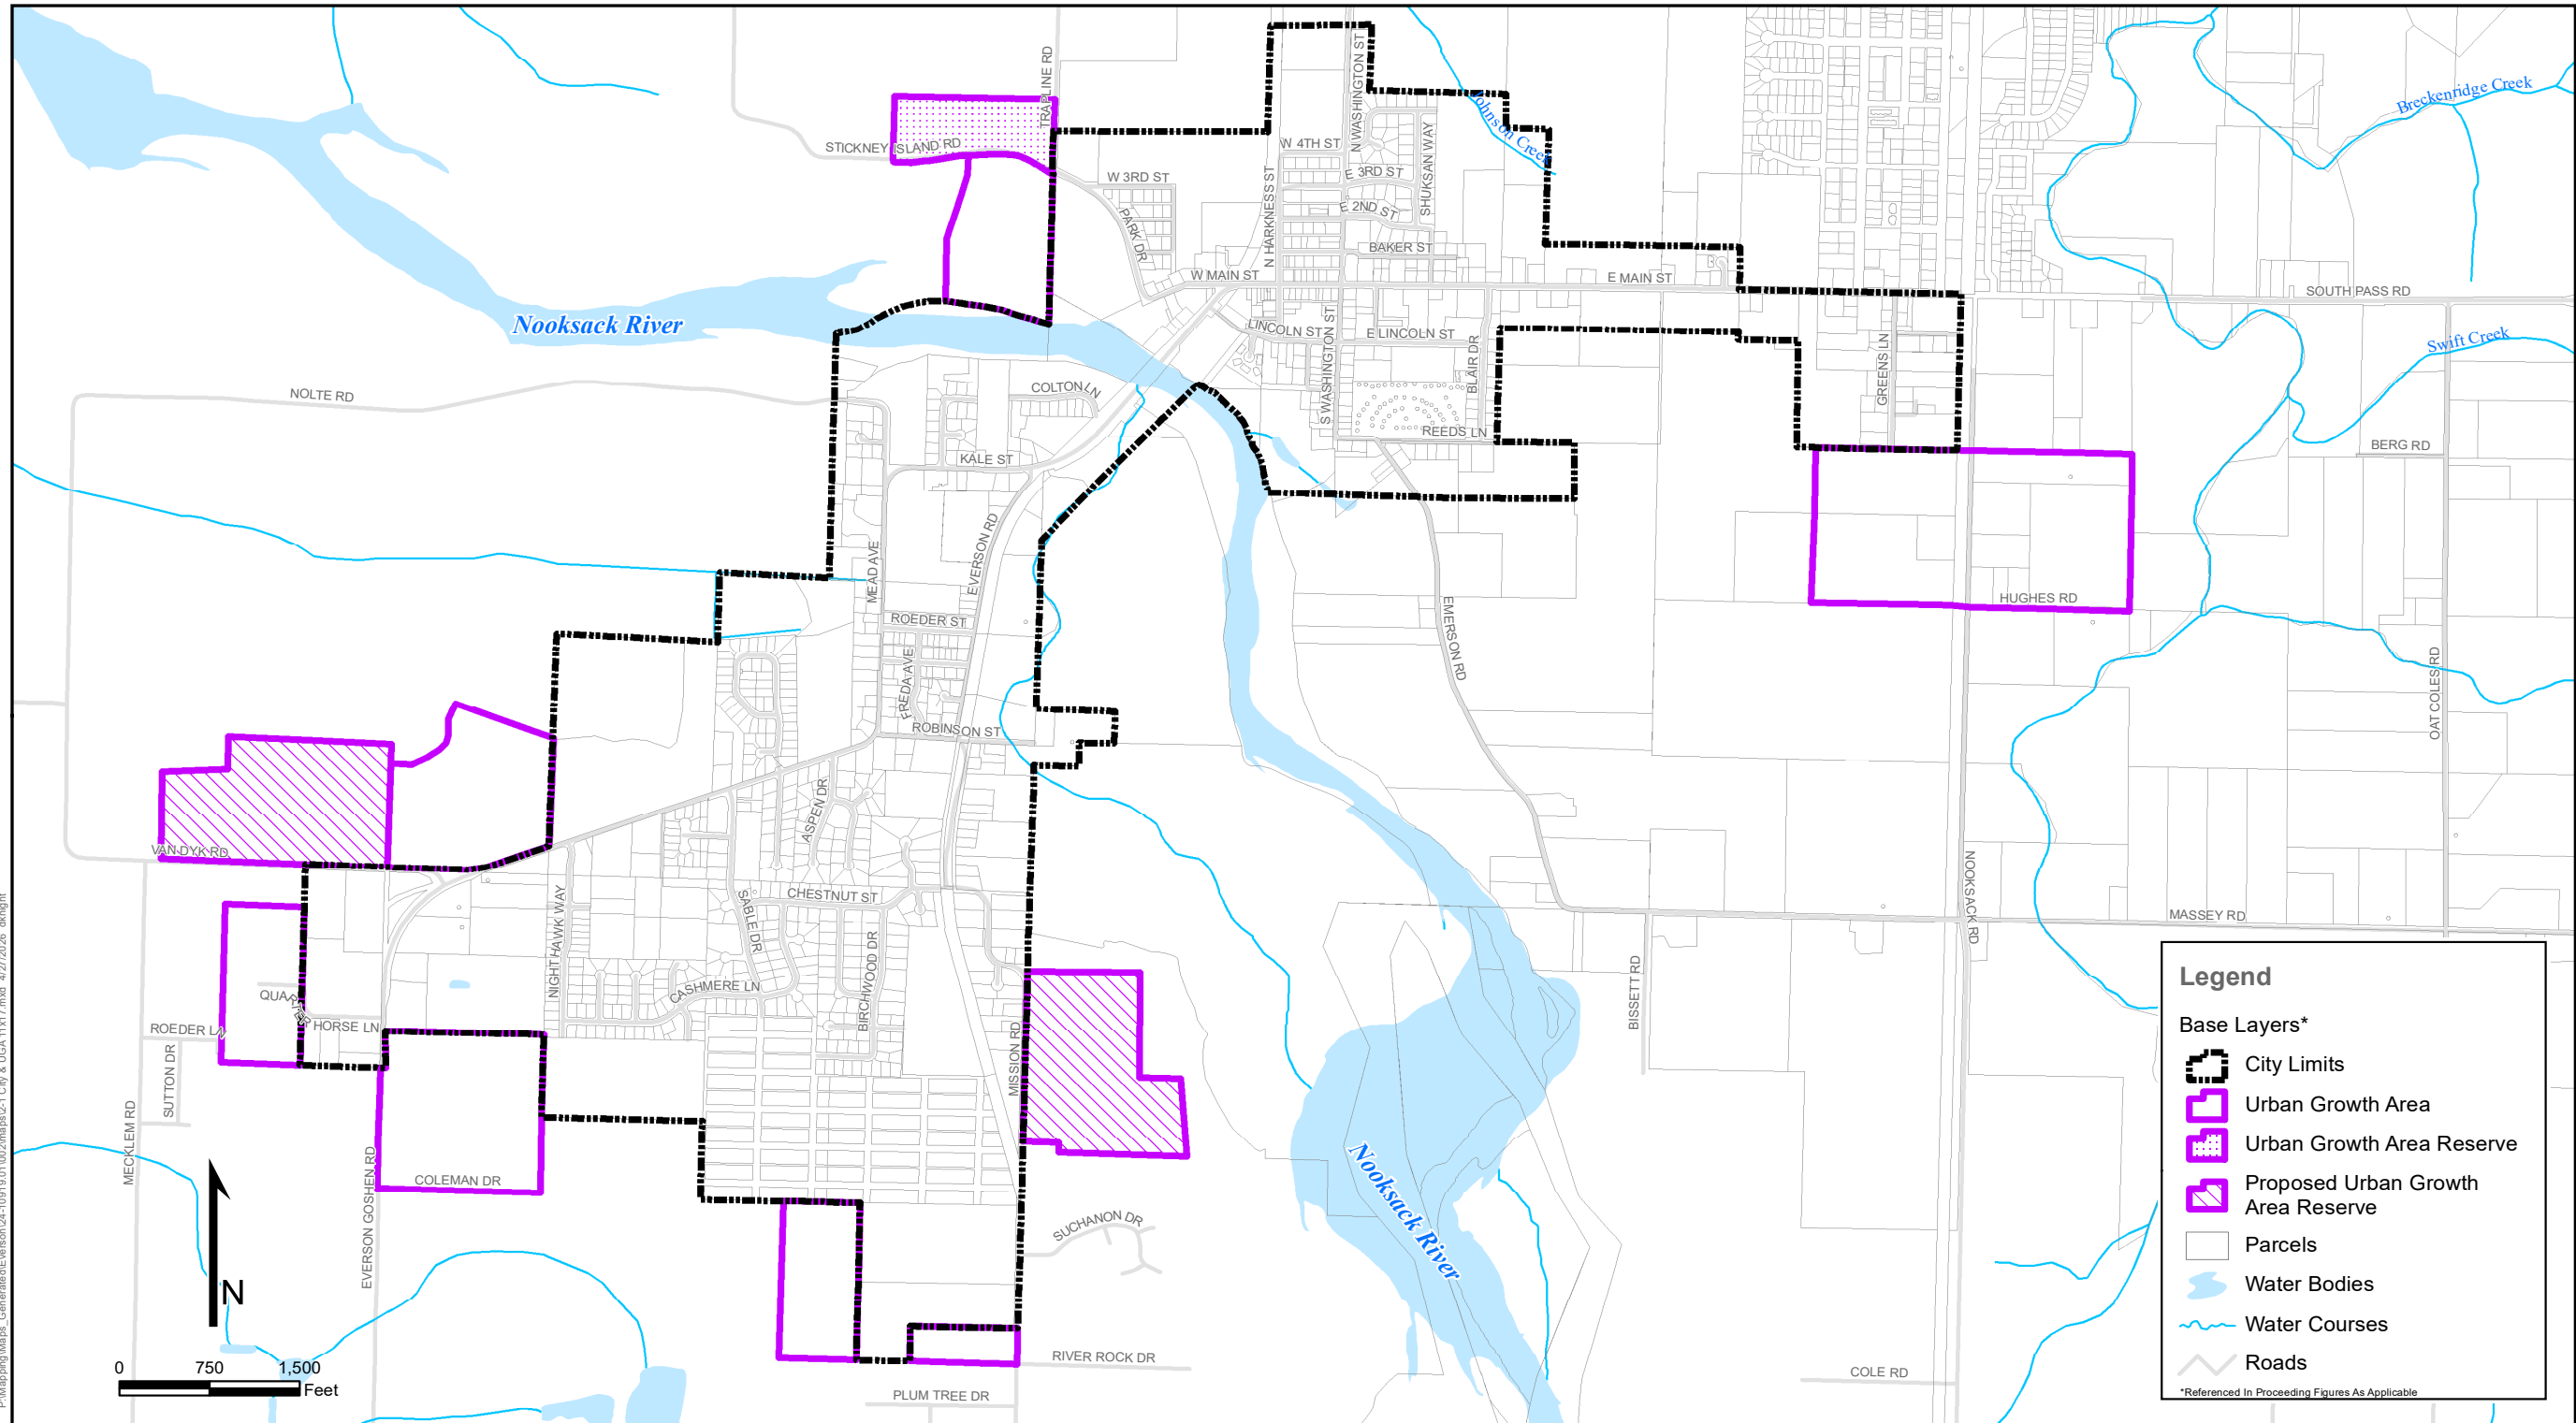 TRAPLINE RD
N WASHINGTON ST
Johnson Creek
Breckenridge Creek
STICKNEY ISLAND RD
W 4TH ST
W 3RD ST
E 3RD ST
SHUKSAN WAY
PARK DR
N HARKNESS ST
E 2ND ST
BAKER ST
W MAIN ST
E MAIN ST
SOUTH PASS RD
Nooksack River
LINCOLN ST
E LINCOLN ST
S WASHINGTON ST
BLAIR DR
GREENS LN
Swift Creek
NOLTE RD
COLTON LN
REEDS LN
BERG RD
KALE ST
EVERSON RD
MEAD AVE
EMERSON RD
HUGHES RD
ROEDER ST
FREDA AVE
OAT COLES RD
ROBINSON ST
ASPEN DR
VAN DYK RD
NIGHT HAWK WAY
SABLE DR
CHESTNUT ST
BIRCHWOOD DR
NOOKSACK RD
MASSEY RD
CASHMERE LN
QUARTER HORSE LN
ROEDER LN
SUTTON DR
MISSION RD
BISSETT RD
MECKLEM RD
EVERSON GOSHEN RD
COLEMAN DR
SUCHANON DR
Nooksack River
RIVER ROCK DR
PLUM TREE DR
COLE RD
N
0 750 1,500
Feet
Legend
Base Layers*
City Limits
Urban Growth Area
Urban Growth Area Reserve
Proposed Urban Growth
Area Reserve
Parcels
Water Bodies
Water Courses
Roads
*Referenced In Proceeding Figures As Applicable